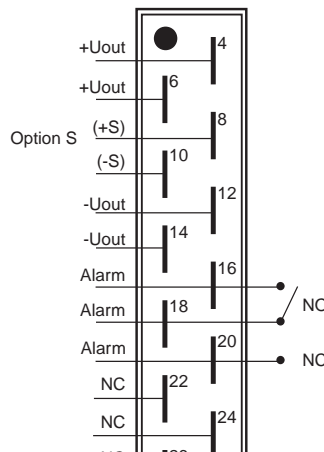 +Uout 4
+Uout 6
Option S (+S) 8
(-S) 10
-Uout 12
-Uout 14
Alarm 16
Alarm 18 NO
Alarm 20 NC
NC 22
NC 24